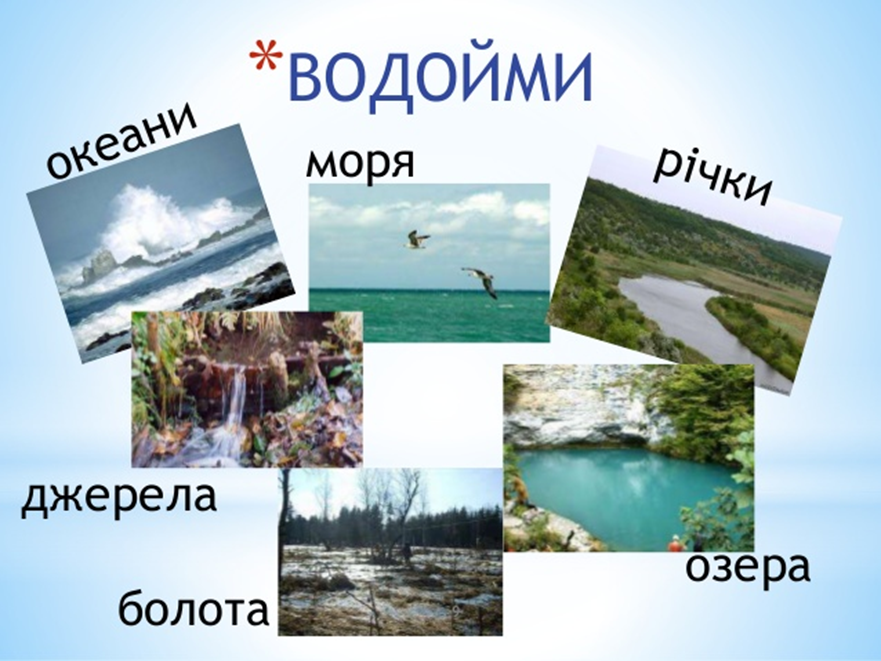 *ВОДОЙМИ
океани
моря
річки
джерела
озера
болота